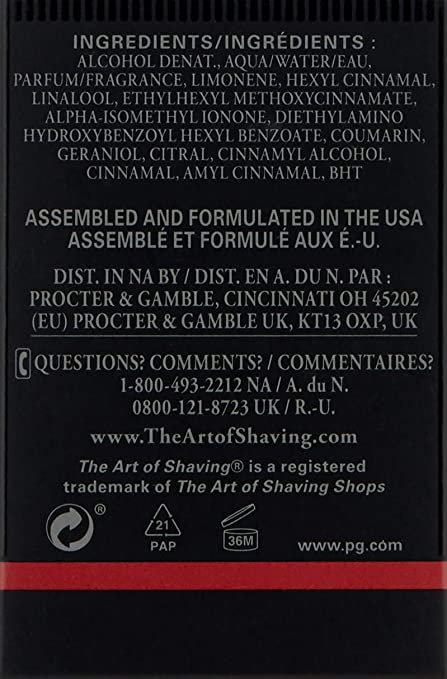 INGREDIENTS/INGRÉDIENTS :
ALCOHOL DENAT., AQUA/WATER/EAU,
PARFUM/FRAGRANCE, LIMONENE, HEXYL CINNAMAL,
LINALOOL, ETHYLHEXYL METHOXYCINNAMATE,
ALPHA-ISOMETHYL IONONE, DIETHYLAMINO
HYDROXYBENZOYL HEXYL BENZOATE, COUMARIN,
GERANIOL, CITRAL, CINNAMYL ALCOHOL,
CINNAMAL, AMYL CINNAMAL, BHT
ASSEMBLED AND FORMULATED IN THE USA
ASSEMBLÉ ET FORMULÉ AUX É.-U.
DIST. IN NA BY / DIST. EN A. DU N. PAR :
PROCTER & GAMBLE, CINCINNATI OH 45202
(EU) PROCTER & GAMBLE UK, KT13 OXP, UK
QUESTIONS? COMMENTS? / COMMENTAIRES?
1-800-493-2212 NA / A. du N.
0800-121-8723 UK / R.-U.
www.TheArtofShaving.com
The Art of Shaving® is a registered
trademark of The Art of Shaving Shops
®
21
PAP
36M
www.pg.com